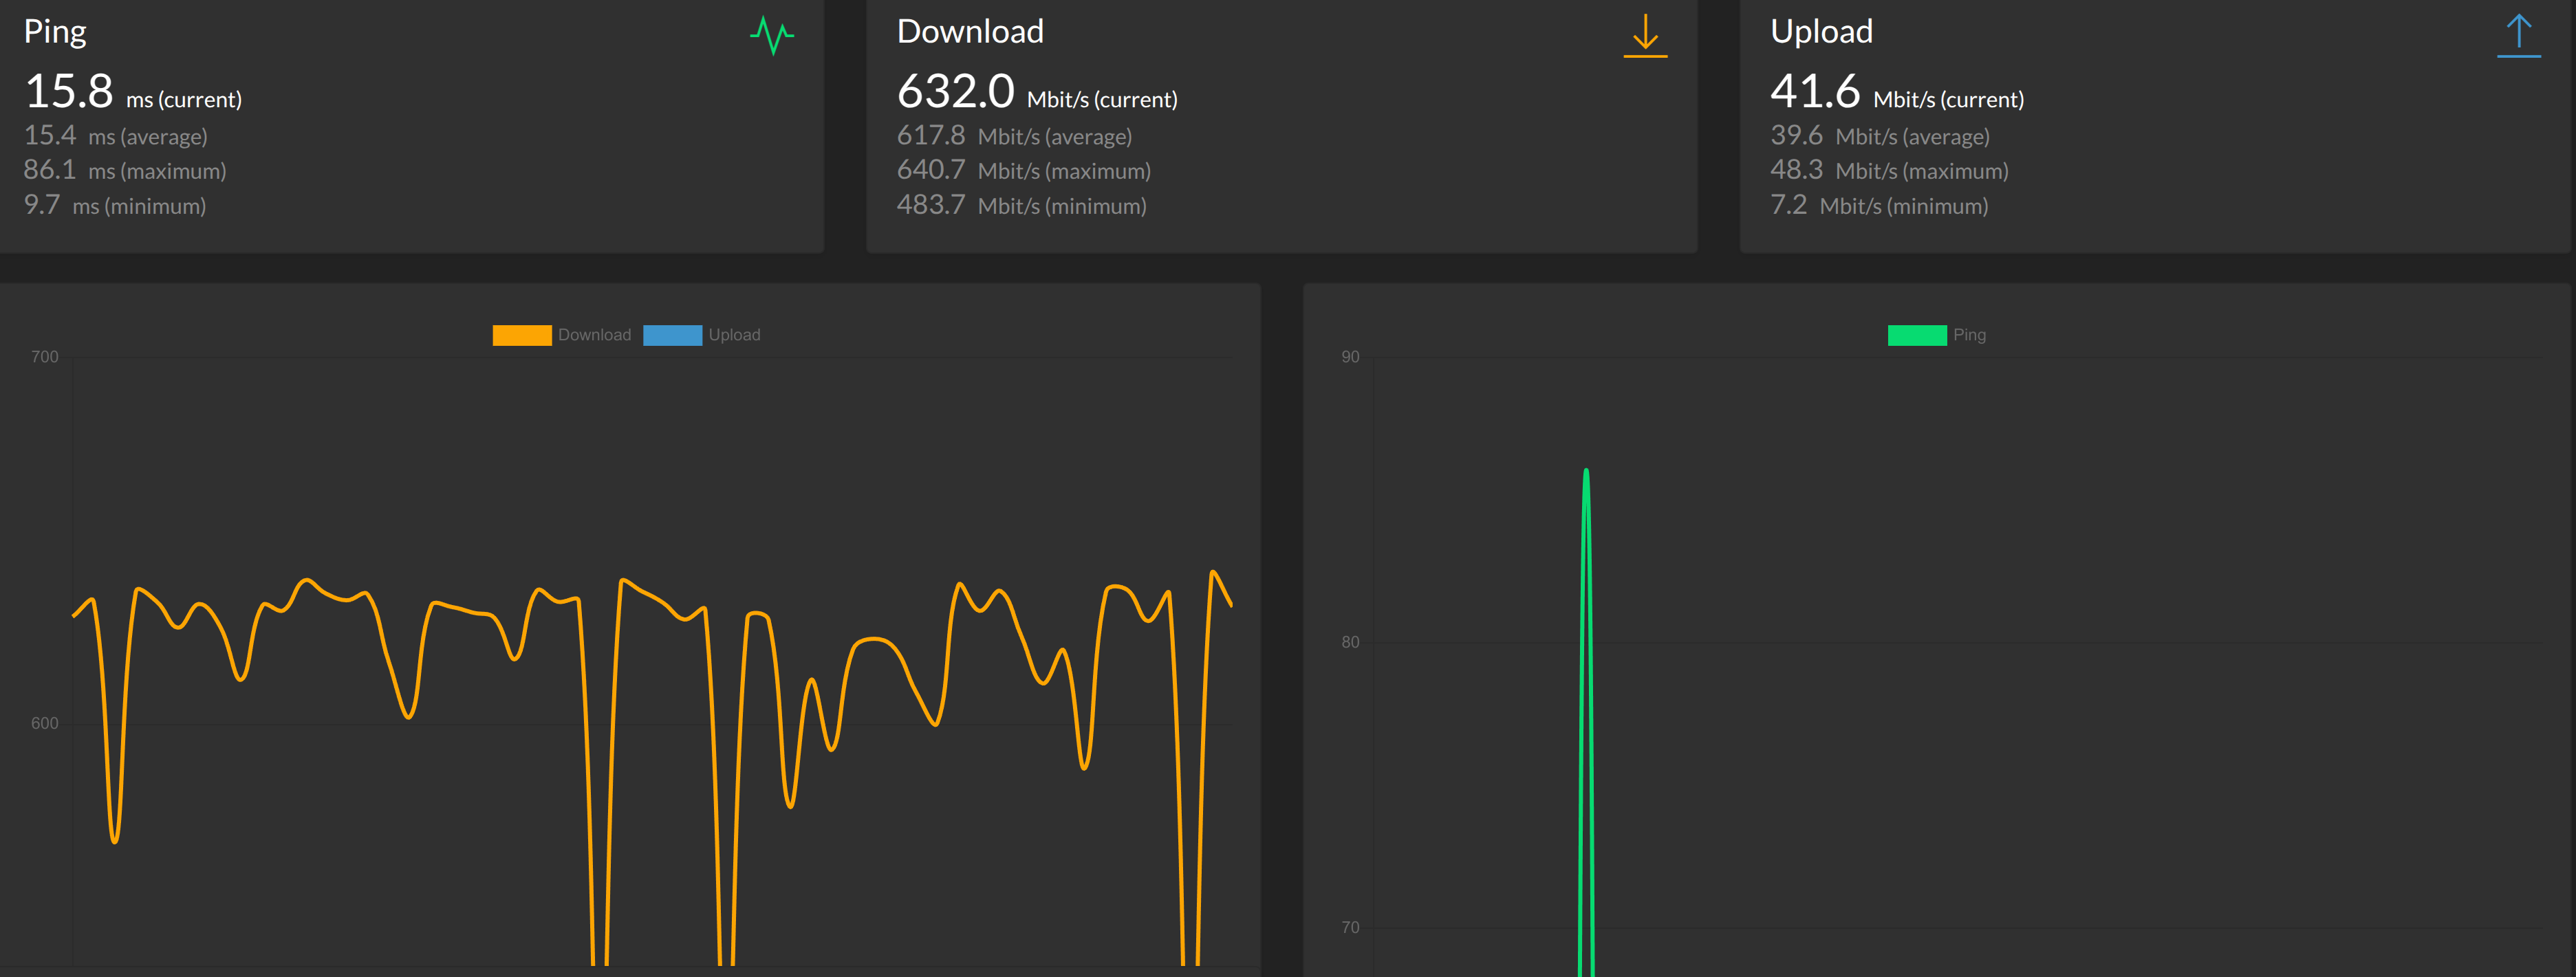 Ping
15.8 ms (current)
15.4 ms (average)
86.1 ms (maximum)
9.7 ms (minimum)
Download
632.0 Mbit/s (current)
617.8 Mbit/s (average)
640.7 Mbit/s (maximum)
483.7 Mbit/s (minimum)
Upload
41.6 Mbit/s (current)
39.6 Mbit/s (average)
48.3 Mbit/s (maximum)
7.2 Mbit/s (minimum)
Download Upload
700
600
Ping
90
80
70